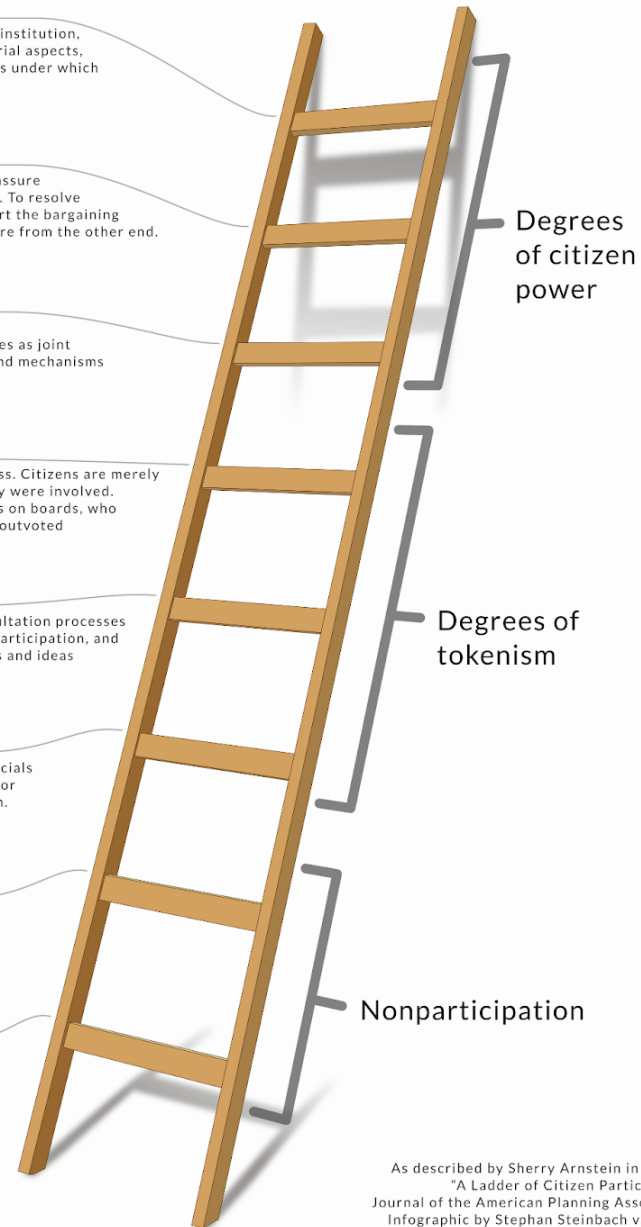 institution,
rial aspects,
s under which
assure
. To resolve
rt the bargaining
re from the other end.
Degrees
of citizen
power
es as joint
nd mechanisms
ss. Citizens are merely
y were involved.
s on boards, who
outvoted
ultation processes
articipation, and
s and ideas
Degrees of
tokenism
cials
or
n.
Nonparticipation
As described by Sherry Arnstein in
"A Ladder of Citizen Partic
Journal of the American Planning Asso
Infographic by Stephan Steinbach v